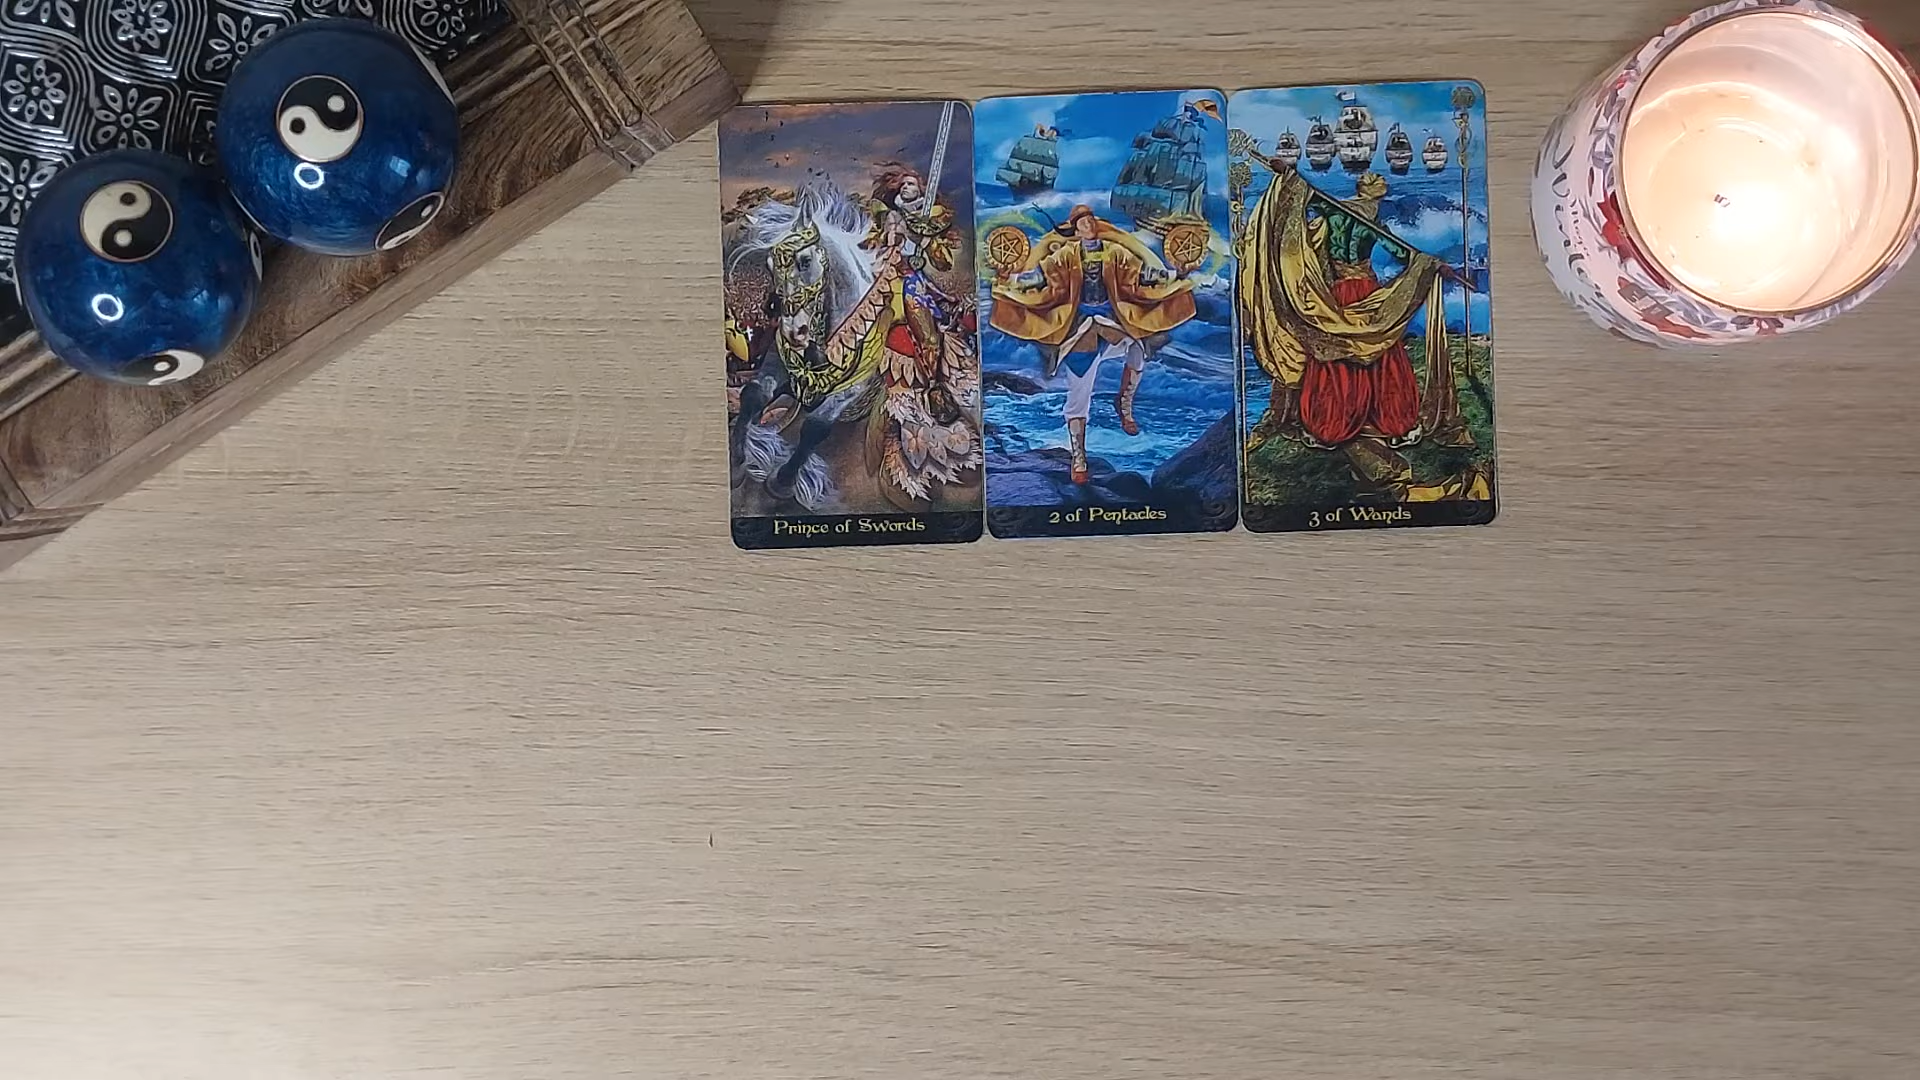 Prince of Swords
2 of Pentacles
3 of Wands